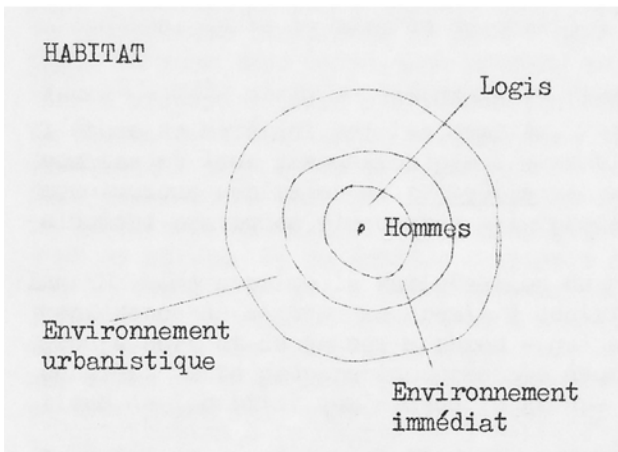 HABITAT
Logis
Hommes
Environnement
urbanistique
Environnement
immédiat